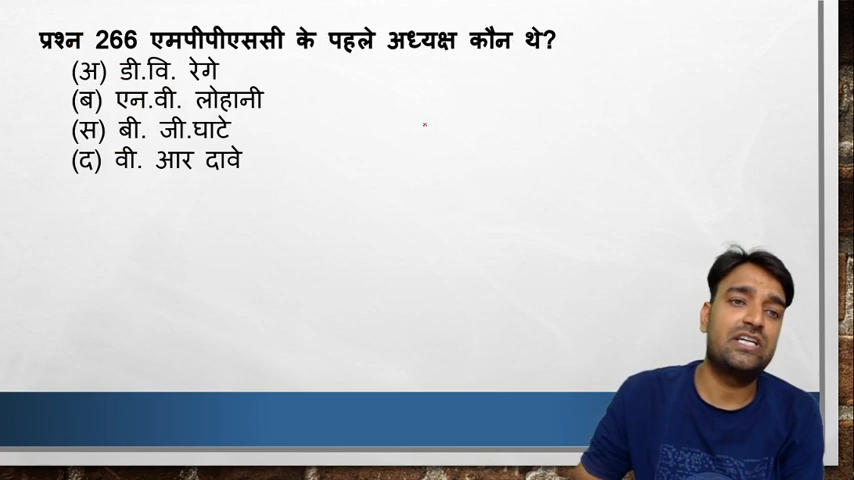 प्रश्न 266 एमपीपीएससी के पहले अध्यक्ष कौन थे?
(अ) डी.वि. रेगे
(ब) एन.वी. लोहानी
(स) बी. जी.घाटे
(द) वी. आर दावे